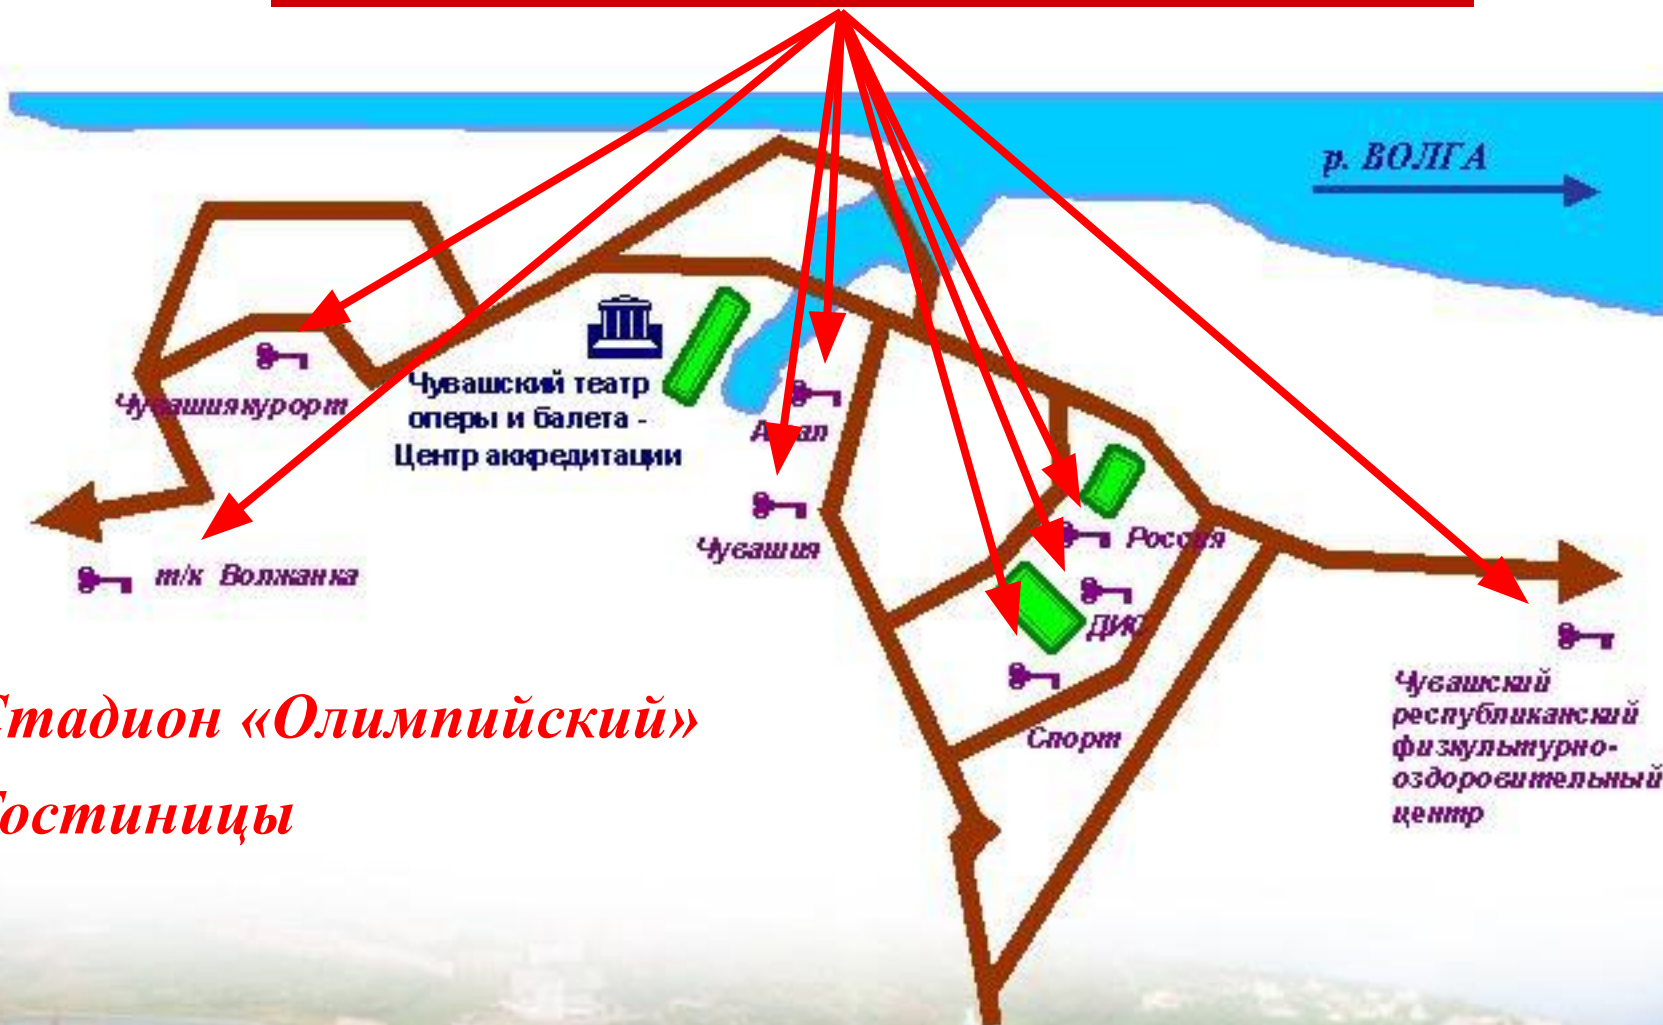 р. ВОЛГА
Чувашиякурорт
Чувашский театр
оперы и балета -
Центр аккредитации
т/к Волжанка
Чувашия
Россия
Спорт
Чувашский
республиканский
физкультурно-
оздоровительный
центр
Стадион «Олимпийский»
Гостиницы